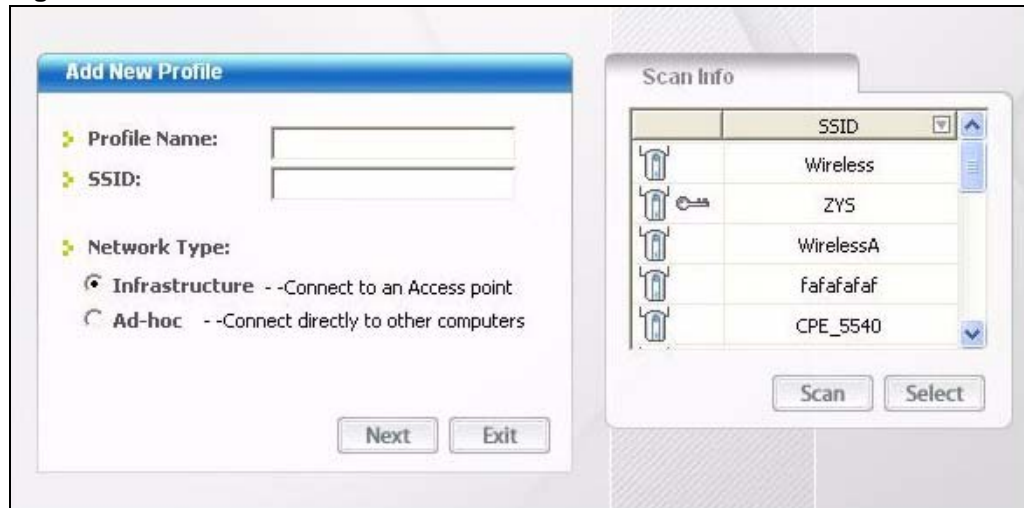 Add New Profile
Profile Name:
SSID:
Network Type:
Infrastructure - -Connect to an Access point
Ad-hoc - -Connect directly to other computers
Next Exit
Scan Info
SSID
Wireless
ZYS
WirelessA
fafafafaf
CPE_5540
Scan Select